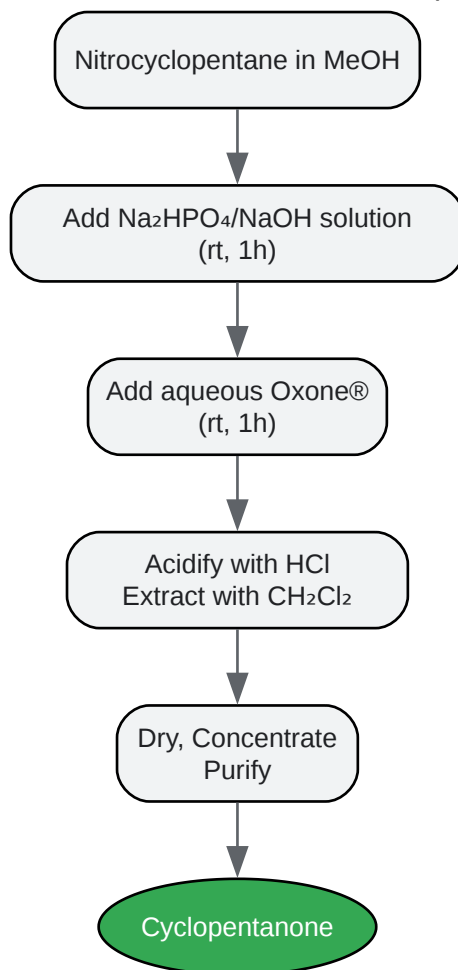 Nitrocyclopentane in MeOH
Add Na₂HPO₄/NaOH solution
(rt, 1h)
Add aqueous Oxone®
(rt, 1h)
Acidify with HCl
Extract with CH₂Cl₂
Dry, Concentrate
Purify
Cyclopentanone